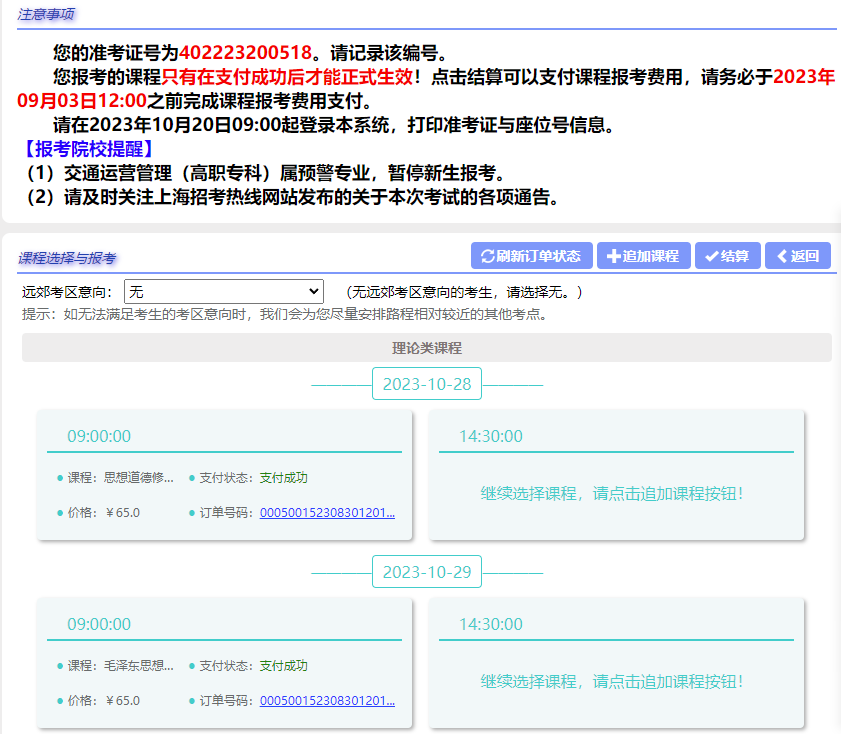 注意事项
您的准考证号为402223200518。请记录该编号。
您报考的课程只有在支付成功后才能正式生效！点击结算可以支付课程报考费用，请务必于2023年
09月03日12:00之前完成课程报考费用支付。
请在2023年10月20日09:00起登录本系统，打印准考证与座位号信息。
【报考院校提醒】
（1）交通运营管理（高职专科）属预警专业，暂停新生报考。
（2）请及时关注上海招考热线网站发布的关于本次考试的各项通告。
课程选择与报考 刷新订单状态 追加课程 结算 返回
远郊考区意向： 无 （无远郊考区意向的考生，请选择无。）
提示：如无法满足考生的考区意向时，我们会为您尽量安排路程相对较近的其他考点。
理论类课程
2023-10-28
09:00:00
课程：思想道德修... 支付状态：支付成功
价格：￥65.0 订单号码：000500152308301201...
14:30:00
继续选择课程，请点击追加课程按钮！
2023-10-29
09:00:00
课程：毛泽东思想... 支付状态：支付成功
价格：￥65.0 订单号码：000500152308301201...
14:30:00
继续选择课程，请点击追加课程按钮！